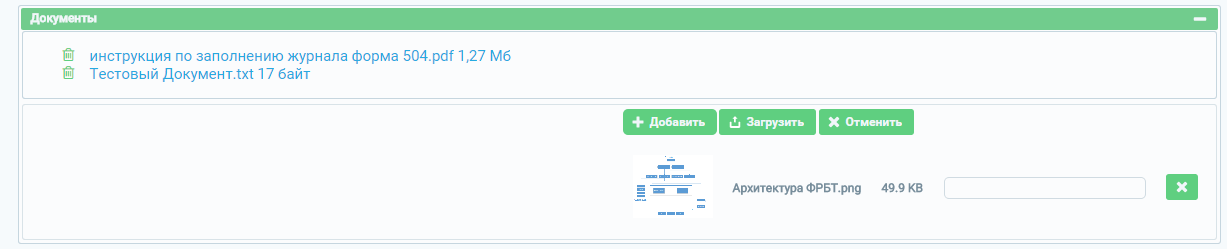 Документы
инструкция по заполнению журнала форма 504.pdf 1,27 Мб
Тестовый Документ.txt 17 байт
Добавить Загрузить Отменить
Архитектура ФРБТ.png 49.9 KB